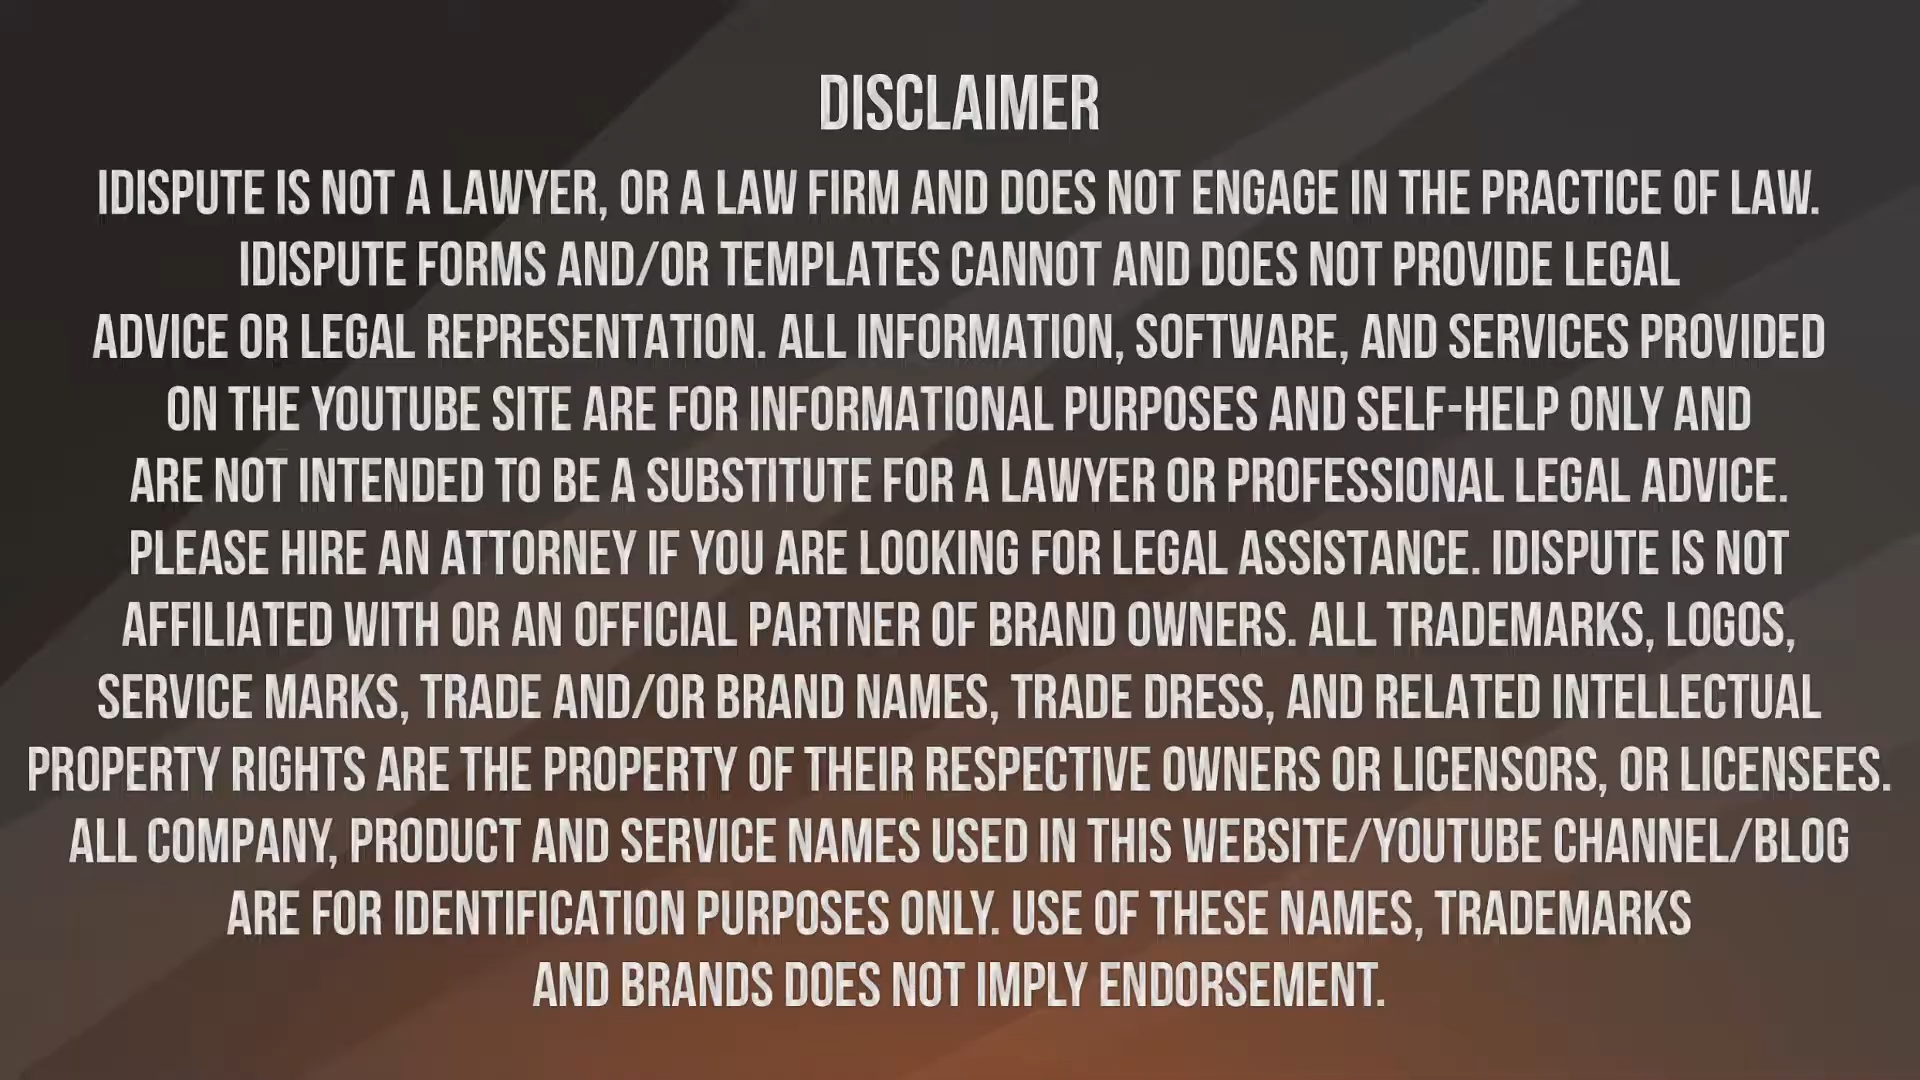 DISCLAIMER
IDISPUTE IS NOT A LAWYER, OR A LAW FIRM AND DOES NOT ENGAGE IN THE PRACTICE OF LAW.
IDISPUTE FORMS AND/OR TEMPLATES CANNOT AND DOES NOT PROVIDE LEGAL
ADVICE OR LEGAL REPRESENTATION. ALL INFORMATION, SOFTWARE, AND SERVICES PROVIDED
ON THE YOUTUBE SITE ARE FOR INFORMATIONAL PURPOSES AND SELF-HELP ONLY AND
ARE NOT INTENDED TO BE A SUBSTITUTE FOR A LAWYER OR PROFESSIONAL LEGAL ADVICE.
PLEASE HIRE AN ATTORNEY IF YOU ARE LOOKING FOR LEGAL ASSISTANCE. IDISPUTE IS NOT
AFFILIATED WITH OR AN OFFICIAL PARTNER OF BRAND OWNERS. ALL TRADEMARKS, LOGOS,
SERVICE MARKS, TRADE AND/OR BRAND NAMES, TRADE DRESS, AND RELATED INTELLECTUAL
PROPERTY RIGHTS ARE THE PROPERTY OF THEIR RESPECTIVE OWNERS OR LICENSORS, OR LICENSEES.
ALL COMPANY, PRODUCT AND SERVICE NAMES USED IN THIS WEBSITE/YOUTUBE CHANNEL/BLOG
ARE FOR IDENTIFICATION PURPOSES ONLY. USE OF THESE NAMES, TRADEMARKS
AND BRANDS DOES NOT IMPLY ENDORSEMENT.